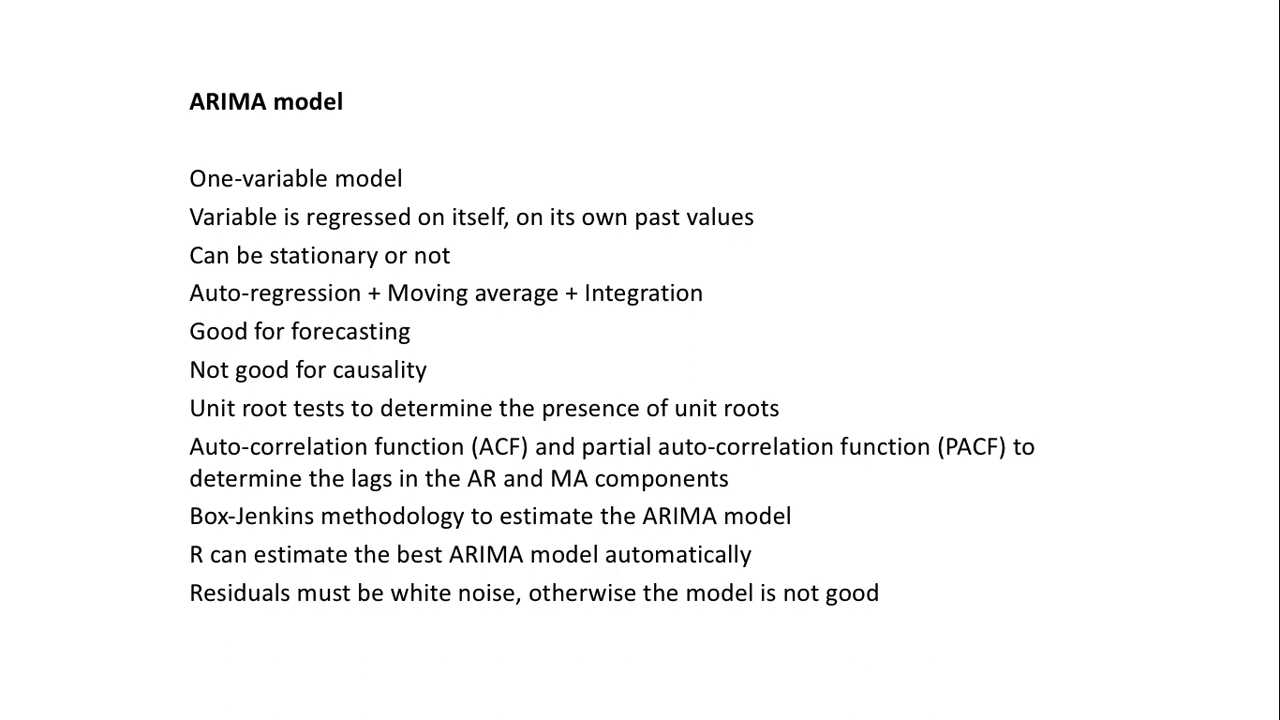 ARIMA model
One-variable model
Variable is regressed on itself, on its own past values
Can be stationary or not
Auto-regression + Moving average + Integration
Good for forecasting
Not good for causality
Unit root tests to determine the presence of unit roots
Auto-correlation function (ACF) and partial auto-correlation function (PACF) to
determine the lags in the AR and MA components
Box-Jenkins methodology to estimate the ARIMA model
R can estimate the best ARIMA model automatically
Residuals must be white noise, otherwise the model is not good